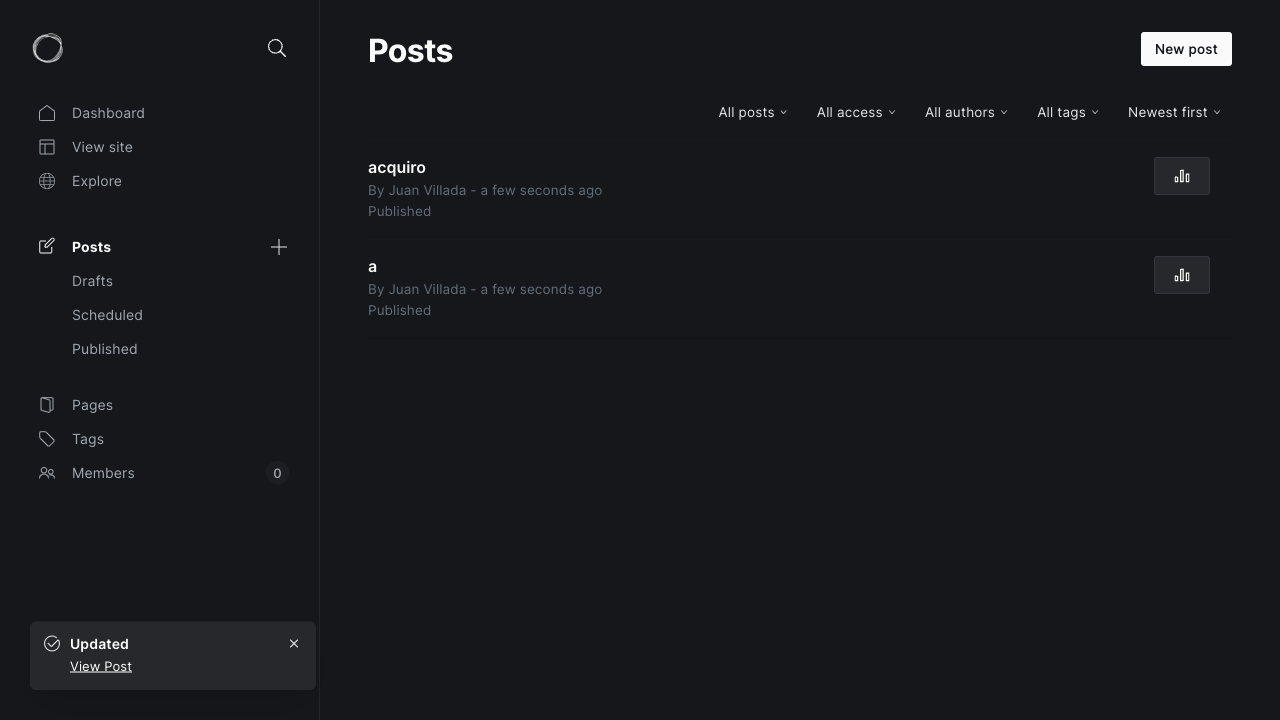 Dashboard
View site
Explore
Posts
Drafts
Scheduled
Published
Pages
Tags
Members 0
Updated
View Post
Posts
New post
All posts All access All authors All tags Newest first
acquiro
By Juan Villada - a few seconds ago
Published
a
By Juan Villada - a few seconds ago
Published